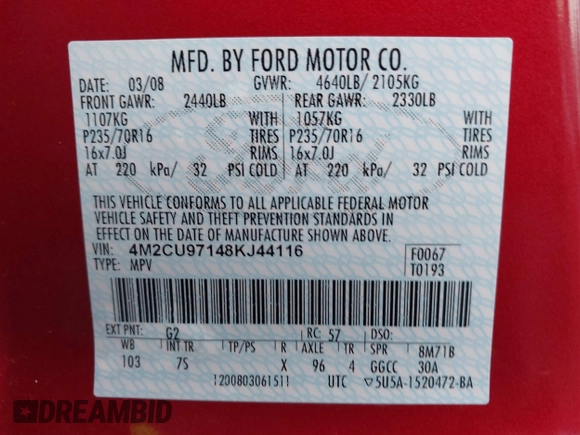 MFD. BY FORD MOTOR CO.
DATE: 03/08 GVWR: 4640LB/ 2105KG
FRONT GAWR: 2440LB REAR GAWR: 2330LB
1107KG WITH 1057KG WITH
P235/70R16 TIRES P235/70R16 TIRES
16x7.0J RIMS 16x7.0J RIMS
AT 220 kPa/ 32 PSI COLD AT 220 kPa/ 32 PSI COLD
THIS VEHICLE CONFORMS TO ALL APPLICABLE FEDERAL MOTOR
VEHICLE SAFETY AND THEFT PREVENTION STANDARDS IN
EFFECT ON THE DATE OF MANUFACTURE SHOWN ABOVE.
VIN: 4M2CU97148KJ44116 F0067
TYPE: MPV T0193
EXT PNT: G2 RC: 57 DSO:
WB INT TR TP/PS R AXLE TR SPR 8M71B
103 7S X 96 4 GGCC 30A
1200803061511 UTC 5U5A-1520472-BA
DREAMBID